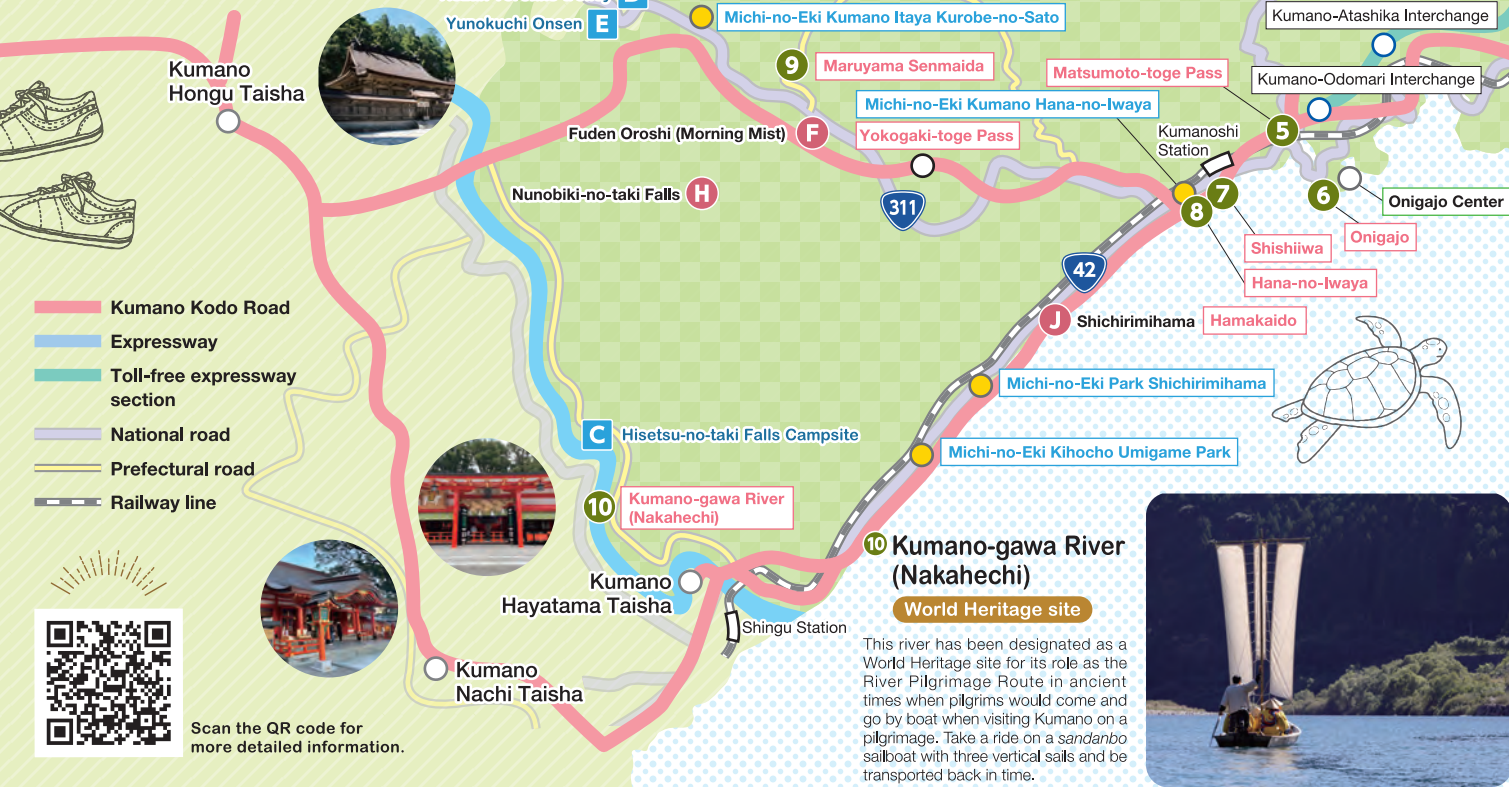 Yunokuchi Onsen
E
Michi-no-Eki Kumano Itaya Kurobe-no-Sato
Kumano-Atashika Interchange
Kumano
Hongu Taisha
9
Maruyama Senmaida
Matsumoto-toge Pass
Kumano-Odomari Interchange
Michi-no-Eki Kumano Hana-no-Iwaya
Fuden Oroshi (Morning Mist)
F
Yokogaki-toge Pass
Kumanoshi
Station
5
Nunobiki-no-taki Falls
H
311
7
8
6
Onigajo Center
Onigajo
Shishiiwa
Hana-no-Iwaya
42
J
Shichirimihama
Hamakaido
Kumano Kodo Road
Expressway
Toll-free expressway
section
National road
Prefectural road
Railway line
Michi-no-Eki Park Shichirimihama
C
Hisetsu-no-taki Falls Campsite
Michi-no-Eki Kihocho Umigame Park
10
Kumano-gawa River
(Nakahechi)
Kumano
Hayatama Taisha
Shingu Station
Kumano
Nachi Taisha
Scan the QR code for
more detailed information.
10 Kumano-gawa River
(Nakahechi)
World Heritage site
This river has been designated as a
World Heritage site for its role as the
River Pilgrimage Route in ancient
times when pilgrims would come and
go by boat when visiting Kumano on a
pilgrimage. Take a ride on a sandanbo
sailboat with three vertical sails and be
transported back in time.